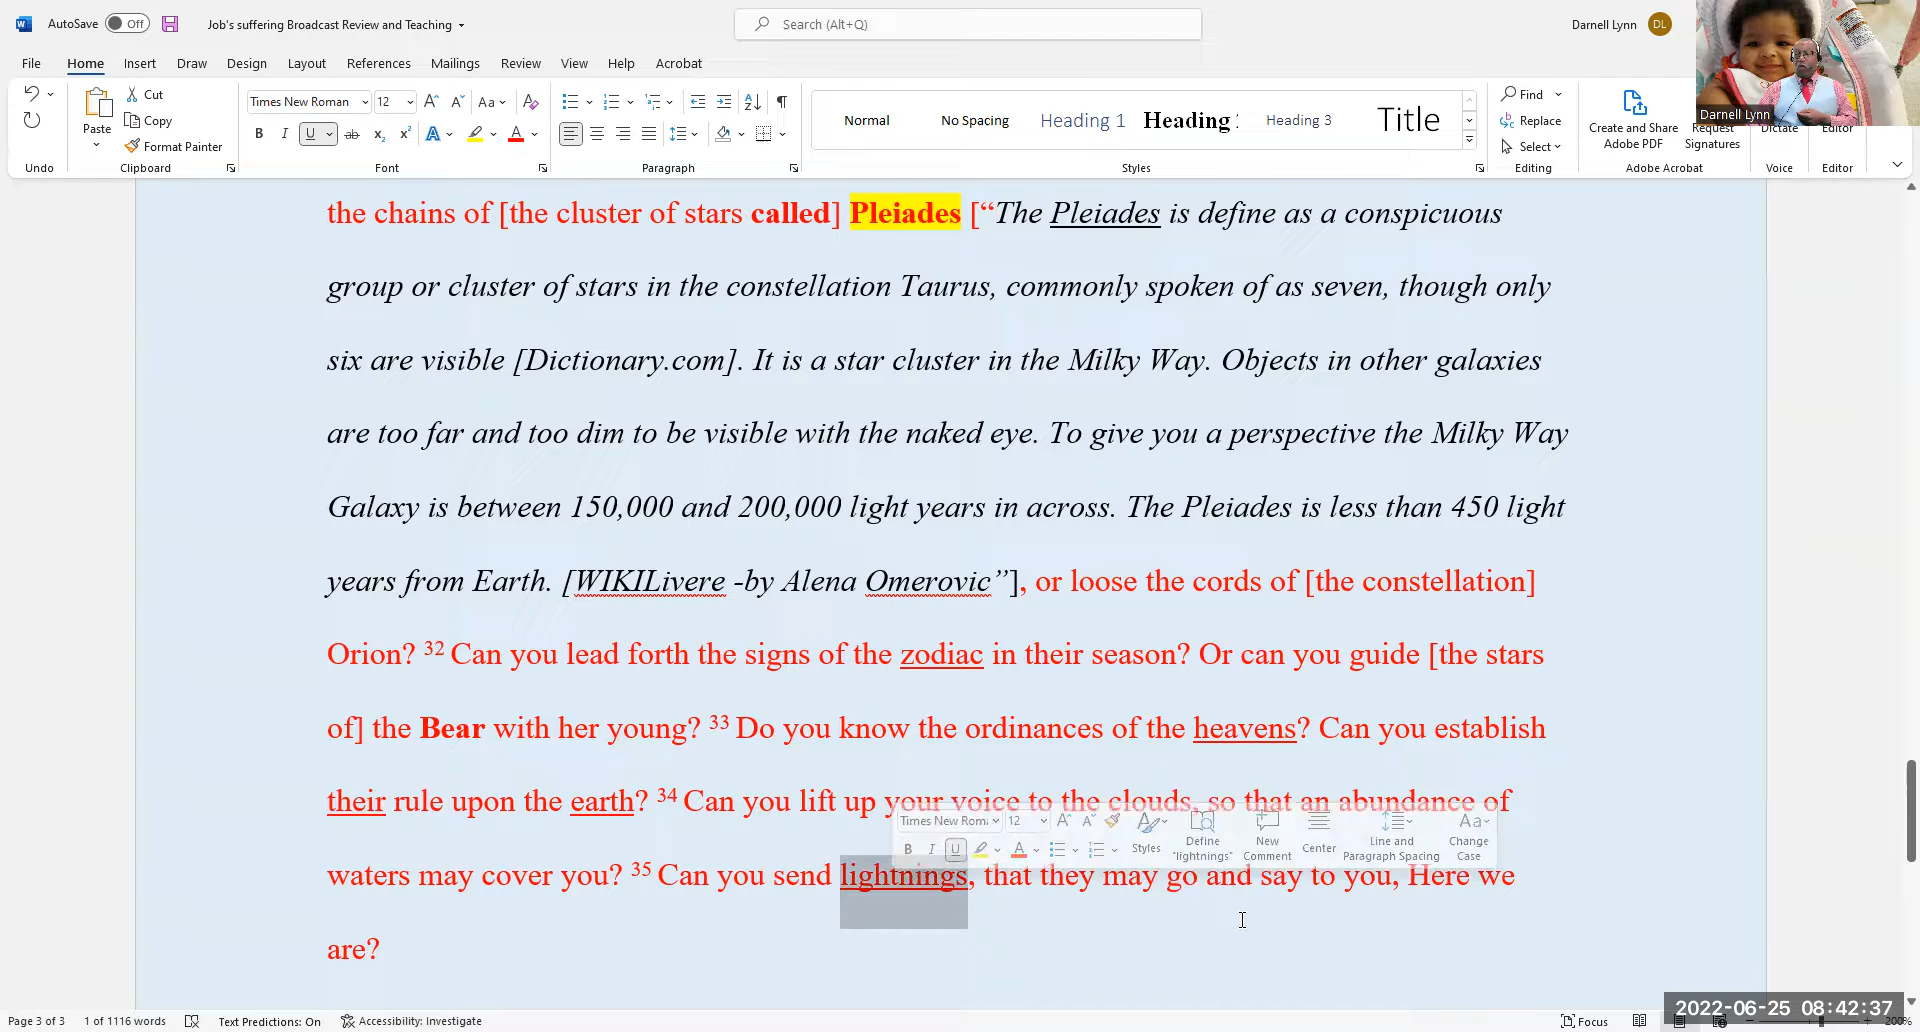 AutoSave Off Job's suffering Broadcast Review and Teaching Search (Alt+Q) Darnell Lynn DL
File Home Insert Draw Design Layout References Mailings Review View Help Acrobat
Paste Cut Copy Format Painter
Times New Roman 12 Aa
B I U ab x₂ x² A A
Normal No Spacing Heading 1 Heading 2 Heading 3 Title
Find Replace Select
Create and Share Adobe PDF
Request Signatures
Dictate Editor
Darnell Lynn
Undo Clipboard Font Paragraph Styles Editing Adobe Acrobat Voice Editor
the chains of [the cluster of stars called] Pleiades [“The Pleiades is define as a conspicuous
group or cluster of stars in the constellation Taurus, commonly spoken of as seven, though only
six are visible [Dictionary.com]. It is a star cluster in the Milky Way. Objects in other galaxies
are too far and too dim to be visible with the naked eye. To give you a perspective the Milky Way
Galaxy is between 150,000 and 200,000 light years in across. The Pleiades is less than 450 light
years from Earth. [WIKILivere -by Alena Omerovic”], or loose the cords of [the constellation]
Orion? 32 Can you lead forth the signs of the zodiac in their season? Or can you guide [the stars
of] the Bear with her young? 33 Do you know the ordinances of the heavens? Can you establish
their rule upon the earth? 34 Can you lift up your voice to the clouds, so that an abundance of
Times New Roma 12
B I U A Styles Define "lightnings" New Comment Center Line and Paragraph Spacing Aa Change Case
waters may cover you? 35 Can you send lightnings, that they may go and say to you, Here we
are?
Page 3 of 3 1 of 1116 words Text Predictions: On Accessibility: Investigate Focus 200%
2022-06-25 08:42:37